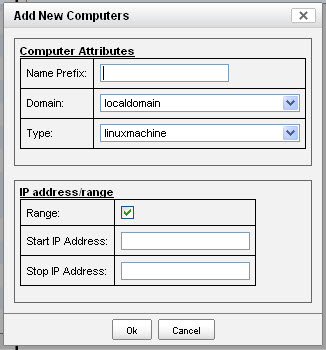 Add New Computers
Computer Attributes
Name Prefix:
Domain: localdomain
Type: linuxmachine
IP address/range
Range:
Start IP Address:
Stop IP Address:
Ok Cancel